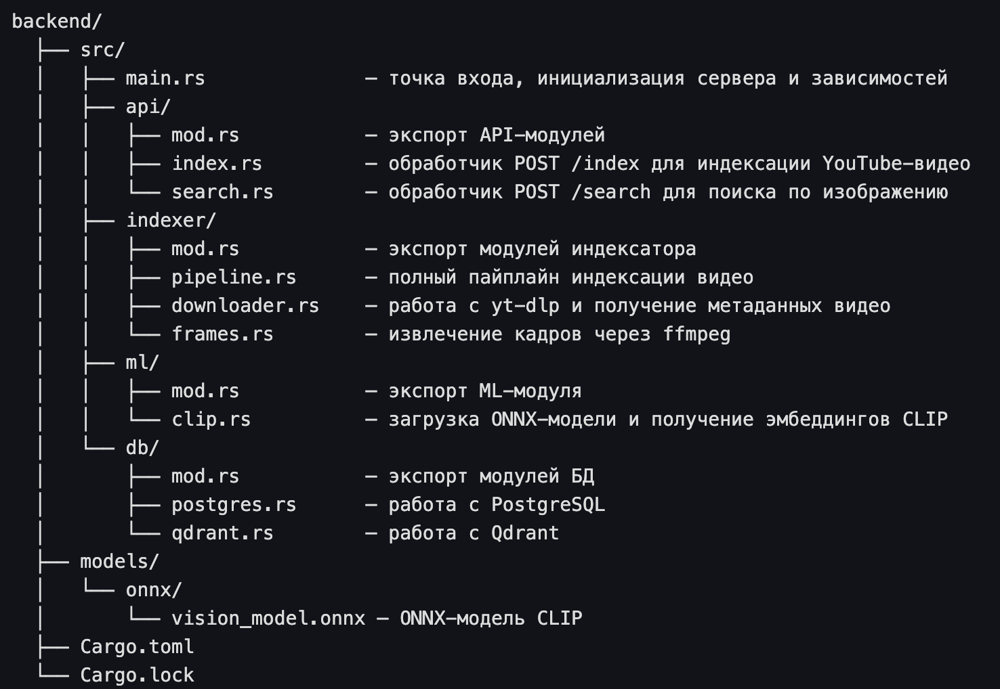 backend/
├── src/
│   ├── main.rs              — точка входа, инициализация сервера и зависимостей
│   ├── api/
│   │   ├── mod.rs           — экспорт API-модулей
│   │   ├── index.rs         — обработчик POST /index для индексации YouTube-видео
│   │   └── search.rs        — обработчик POST /search для поиска по изображению
│   ├── indexer/
│   │   ├── mod.rs           — экспорт модулей индексатора
│   │   ├── pipeline.rs      — полный пайплайн индексации видео
│   │   ├── downloader.rs    — работа с yt-dlp и получение метаданных видео
│   │   └── frames.rs        — извлечение кадров через ffmpeg
│   ├── ml/
│   │   ├── mod.rs           — экспорт ML-модуля
│   │   └── clip.rs          — загрузка ONNX-модели и получение эмбеддингов CLIP
│   └── db/
│       ├── mod.rs           — экспорт модулей БД
│       ├── postgres.rs      — работа с PostgreSQL
│       └── qdrant.rs        — работа с Qdrant
├── models/
│   └── onnx/
│       └── vision_model.onnx — ONNX-модель CLIP
├── Cargo.toml
└── Cargo.lock